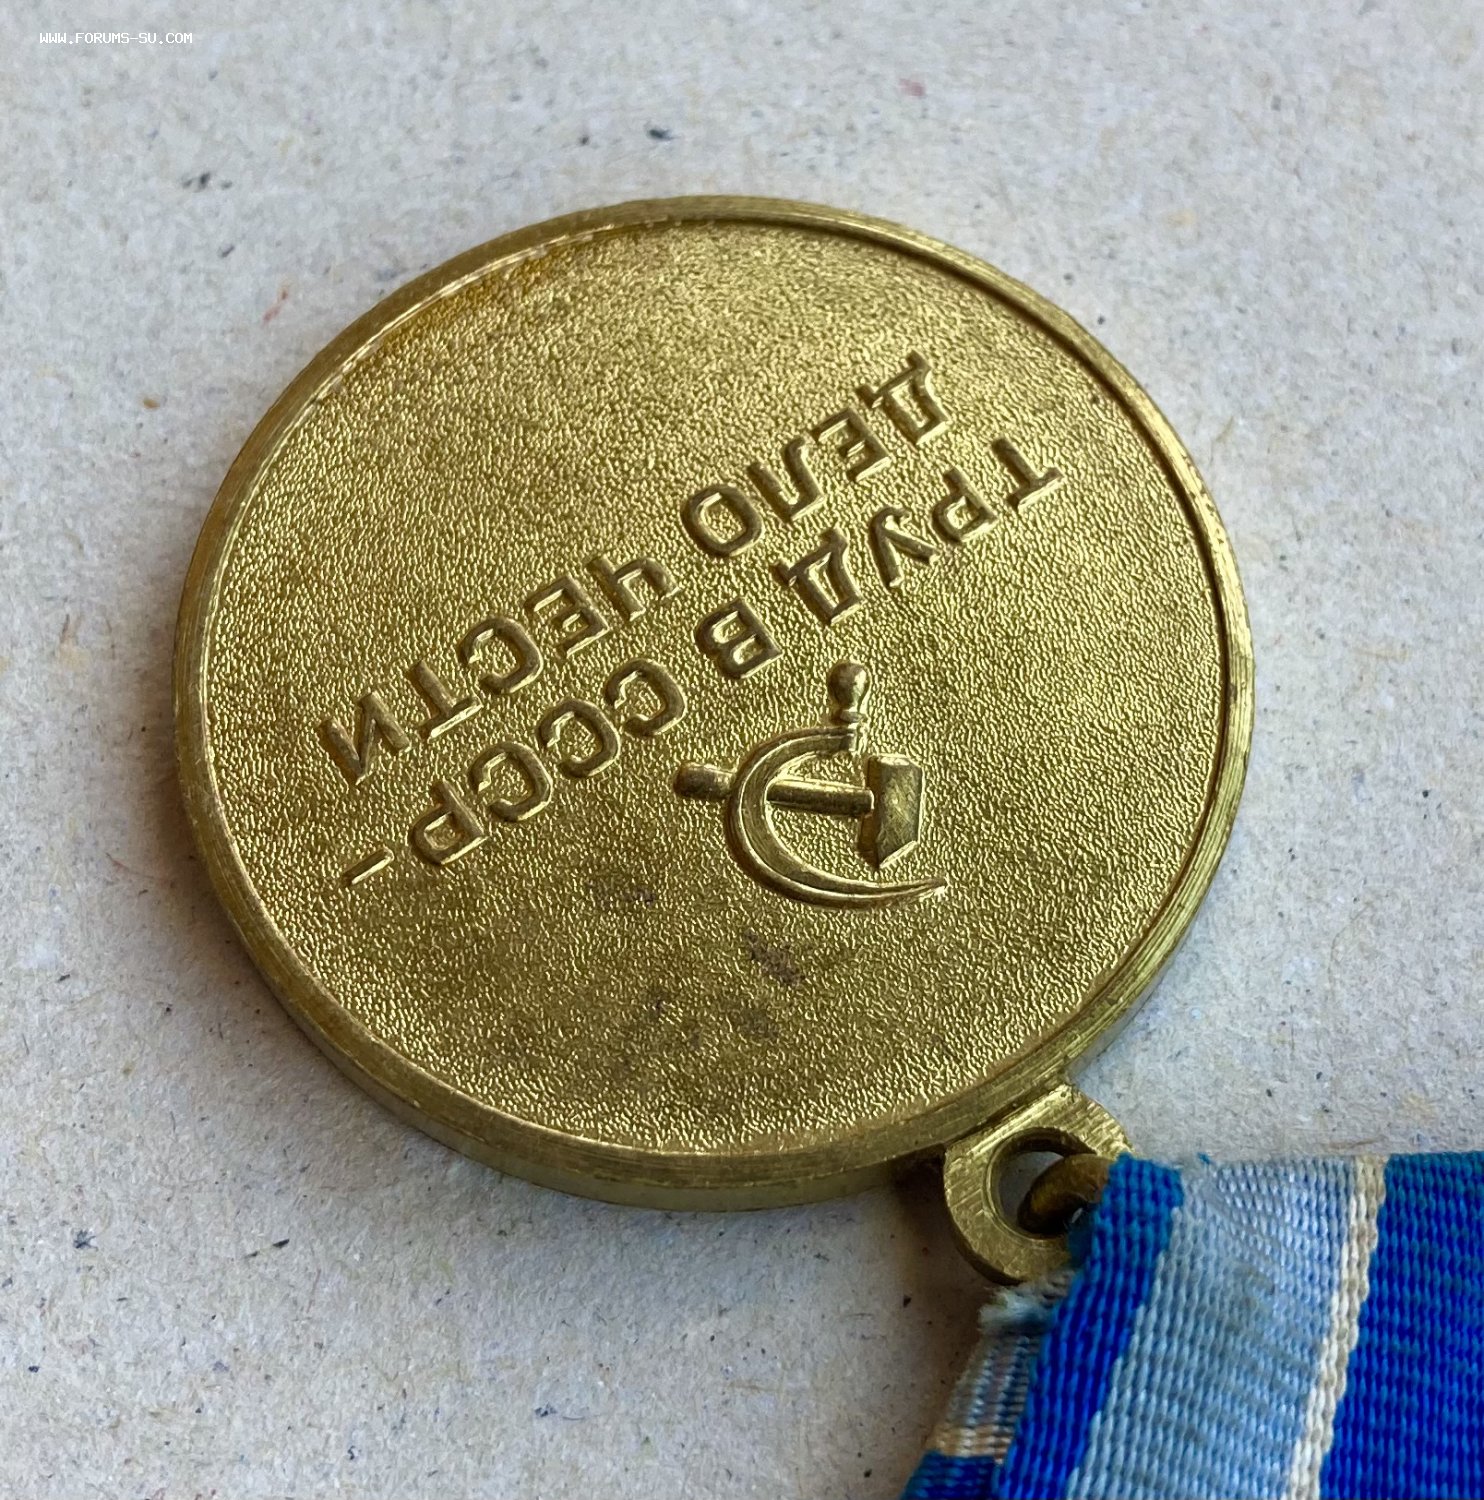 WWW.FORUMS-SU.COM
ТРУД В СССР-
ДЕЛО ЧЕСТИ